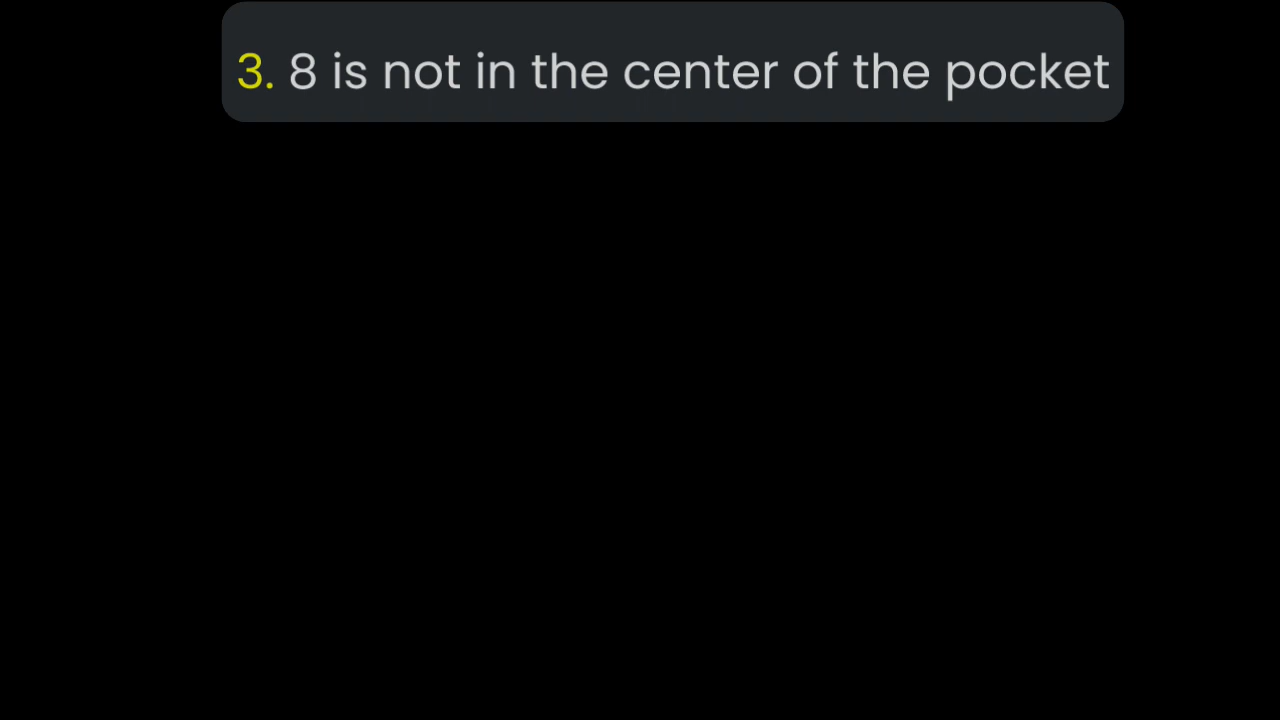 3. 8 is not in the center of the pocket